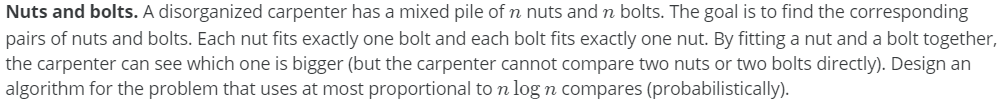 Nuts and bolts. A disorganized carpenter has a mixed pile of n nuts and n bolts. The goal is to find the corresponding
pairs of nuts and bolts. Each nut fits exactly one bolt and each bolt fits exactly one nut. By fitting a nut and a bolt together,
the carpenter can see which one is bigger (but the carpenter cannot compare two nuts or two bolts directly). Design an
algorithm for the problem that uses at most proportional to n log n compares (probabilistically).